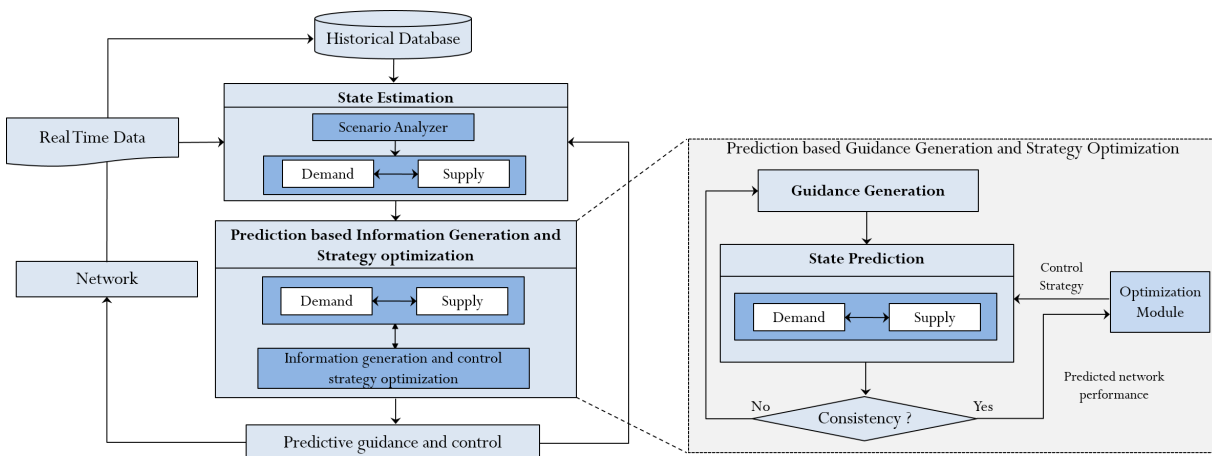 Historical Database
State Estimation
Real Time Data
Scenario Analyzer
Demand
Supply
Prediction based Information Generation and
Strategy optimization
Network
Demand
Supply
Information generation and control
strategy optimization
Predictive guidance and control
Prediction based Guidance Generation and Strategy Optimization
Guidance Generation
State Prediction
Control
Strategy
Optimization
Module
Demand
Supply
Predicted network
performance
No
Consistency ?
Yes